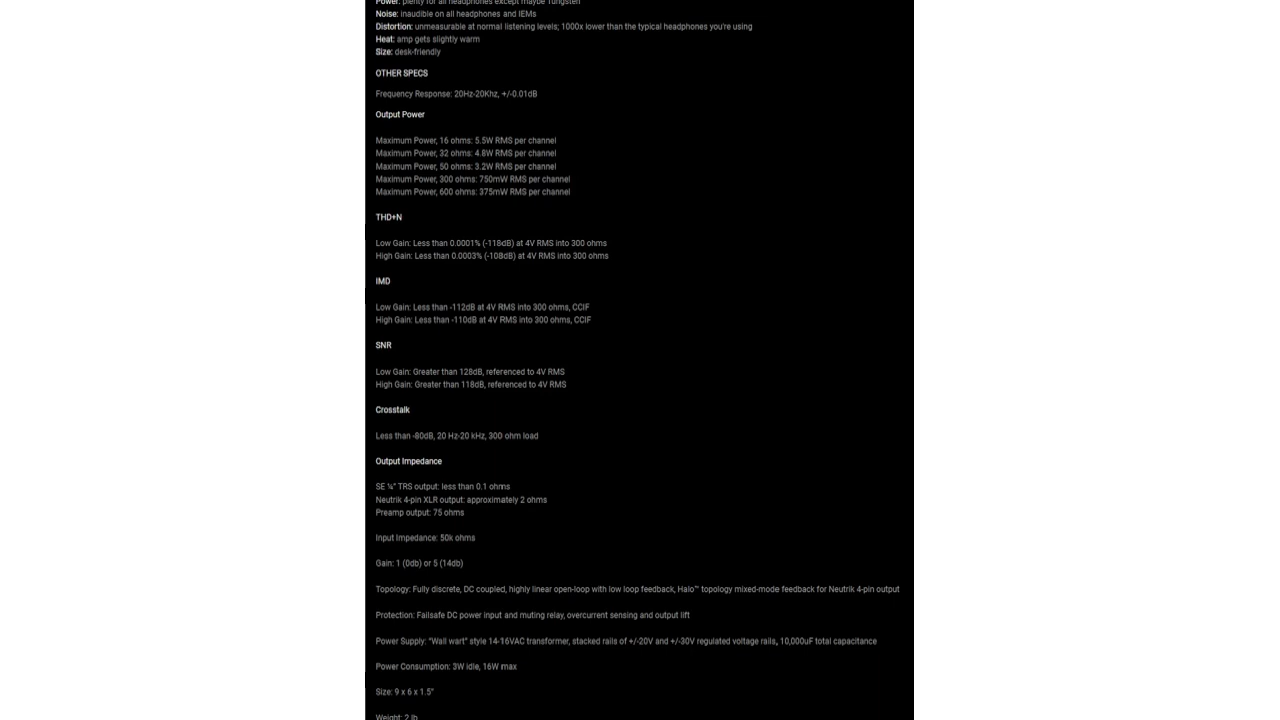 Power: plenty for all headphones except maybe Tungsten
Noise: inaudible on all headphones and IEMs
Distortion: unmeasurable at normal listening levels; 1000x lower than the typical headphones you're using
Heat: amp gets slightly warm
Size: desk-friendly
OTHER SPECS
Frequency Response: 20Hz-20Khz, +/-0.01dB
Output Power
Maximum Power, 16 ohms: 5.5W RMS per channel
Maximum Power, 32 ohms: 4.8W RMS per channel
Maximum Power, 50 ohms: 3.2W RMS per channel
Maximum Power, 300 ohms: 750mW RMS per channel
Maximum Power, 600 ohms: 375mW RMS per channel
THD+N
Low Gain: Less than 0.0001% (-118dB) at 4V RMS into 300 ohms
High Gain: Less than 0.0003% (-108dB) at 4V RMS into 300 ohms
IMD
Low Gain: Less than -112dB at 4V RMS into 300 ohms, CCIF
High Gain: Less than -110dB at 4V RMS into 300 ohms, CCIF
SNR
Low Gain: Greater than 128dB, referenced to 4V RMS
High Gain: Greater than 118dB, referenced to 4V RMS
Crosstalk
Less than -80dB, 20 Hz-20 kHz, 300 ohm load
Output Impedance
SE ¼" TRS output: less than 0.1 ohms
Neutrik 4-pin XLR output: approximately 2 ohms
Preamp output: 75 ohms
Input Impedance: 50k ohms
Gain: 1 (0db) or 5 (14db)
Topology: Fully discrete, DC coupled, highly linear open-loop with low loop feedback, Halo™ topology mixed-mode feedback for Neutrik 4-pin output
Protection: Failsafe DC power input and muting relay, overcurrent sensing and output lift
Power Supply: "Wall wart" style 14-16VAC transformer, stacked rails of +/-20V and +/-30V regulated voltage rails, 10,000uF total capacitance
Power Consumption: 3W idle, 16W max
Size: 9 x 6 x 1.5"
Weight: 2 lb